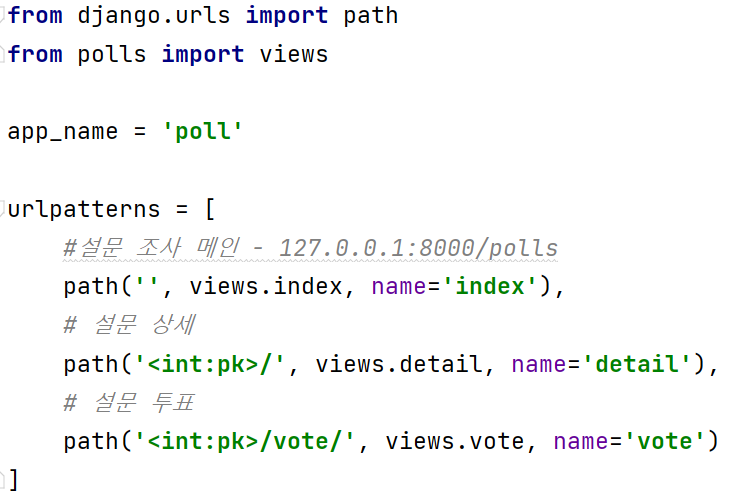 from django.urls import path
from polls import views
app_name = 'poll'
urlpatterns = [
#설문 조사 메인 - 127.0.0.1:8000/polls
path('', views.index, name='index'),
# 설문 상세
path('<int:pk>/', views.detail, name='detail'),
# 설문 투표
path('<int:pk>/vote/', views.vote, name='vote')
]